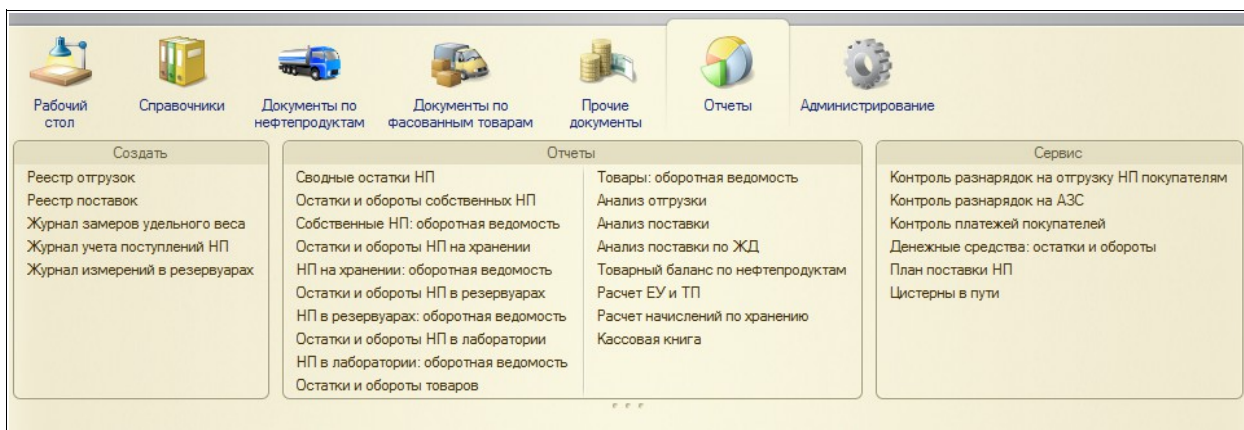 Рабочий
стол
Справочники
Документы по
нефтепродуктам
Документы по
фасованным товарам
Прочие
документы
Отчеты
Администрирование
Создать
Реестр отгрузок
Реестр поставок
Журнал замеров удельного веса
Журнал учета поступлений НП
Журнал измерений в резервуарах
Отчеты
Сводные остатки НП
Остатки и обороты собственных НП
Собственные НП: оборотная ведомость
Остатки и обороты НП на хранении
НП на хранении: оборотная ведомость
Остатки и обороты НП в резервуарах
НП в резервуарах: оборотная ведомость
Остатки и обороты НП в лаборатории
НП в лаборатории: оборотная ведомость
Остатки и обороты товаров
Товары: оборотная ведомость
Анализ отгрузки
Анализ поставки
Анализ поставки по ЖД
Товарный баланс по нефтепродуктам
Расчет ЕУ и ТП
Расчет начислений по хранению
Кассовая книга
Сервис
Контроль разнарядок на отгрузку НП покупателям
Контроль разнарядок на АЗС
Контроль платежей покупателей
Денежные средства: остатки и обороты
План поставки НП
Цистерны в пути